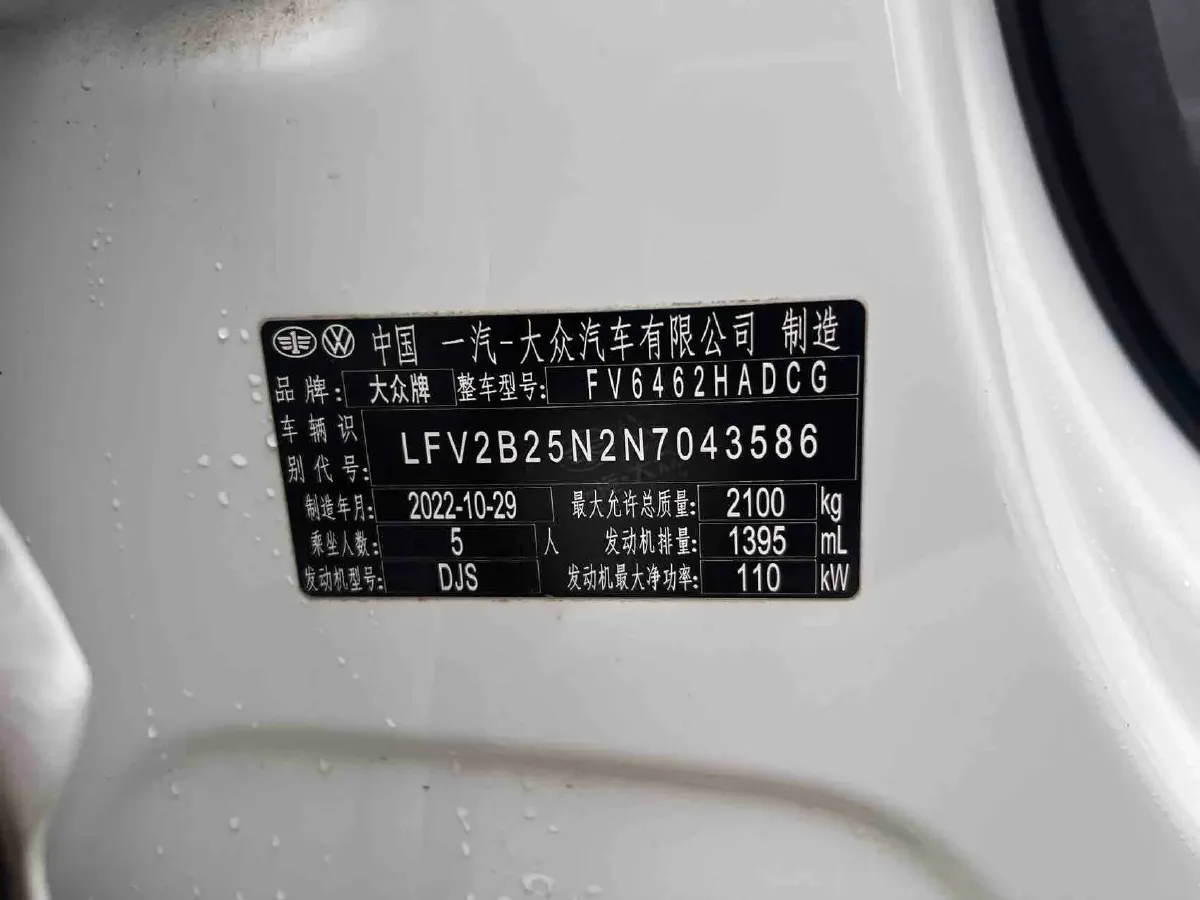 中国 一汽-大众汽车有限公司 制造
品牌: 大众牌 整车型号: FV6462HADCG
车辆识别代号: LFV2B25N2N7043586
制造年月: 2022-10-29 最大允许总质量: 2100 kg
乘坐人数: 5 人 发动机排量: 1395 mL
发动机型号: DJS 发动机最大净功率: 110 kW